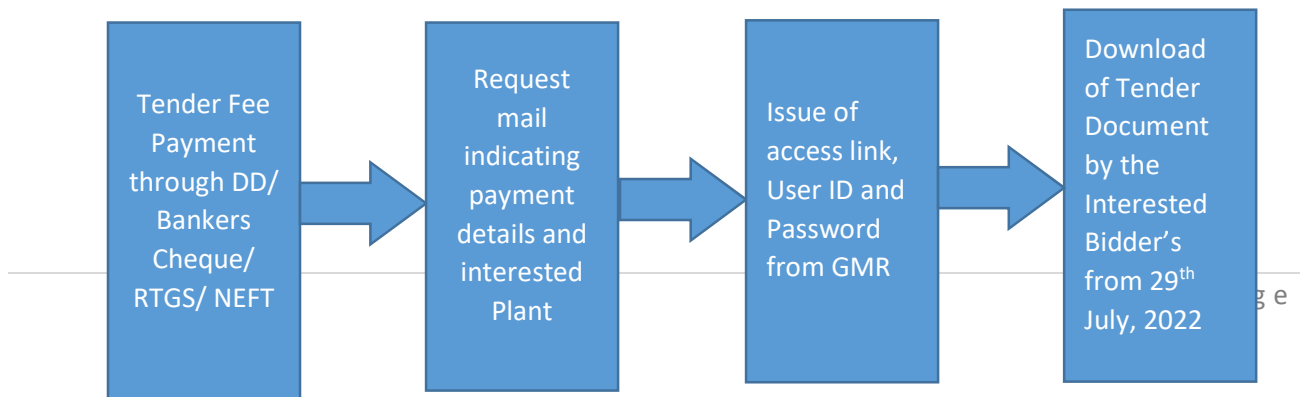 Tender Fee
Payment
through DD/
Bankers
Cheque/
RTGS/ NEFT
Request
mail
indicating
payment
details and
interested
Plant
Issue of
access link,
User ID and
Password
from GMR
Download
of Tender
Document
by the
Interested
Bidder’s
from 29th
July, 2022
g e